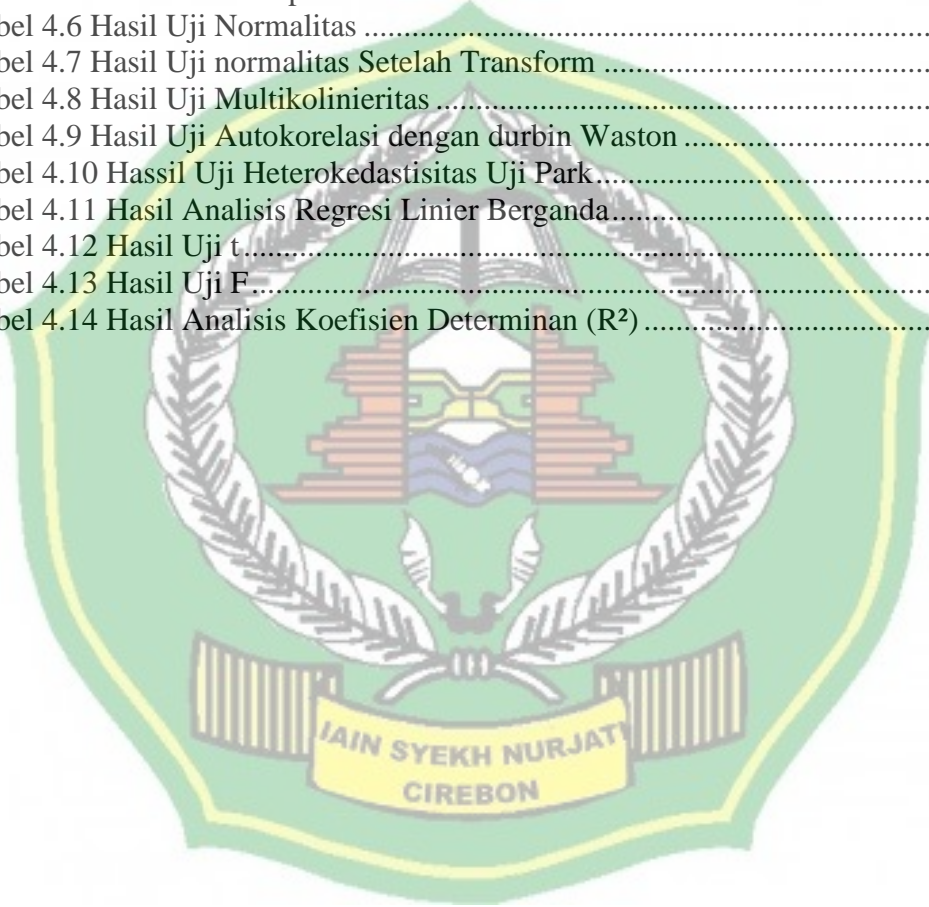 bel 4.6 Hasil Uji Normalitas ........................................................................
bel 4.7 Hasil Uji normalitas Setelah Transform ..........................................
bel 4.8 Hasil Uji Multikolinieritas ................................................................
bel 4.9 Hasil Uji Autokorelasi dengan durbin Waston ................................
bel 4.10 Hassil Uji Heterokedastisitas Uji Park...........................................
bel 4.11 Hasil Analisis Regresi Linier Berganda.........................................
bel 4.12 Hasil Uji t.......................................................................................
bel 4.13 Hasil Uji F......................................................................................
bel 4.14 Hasil Analisis Koefisien Determinan (R²) .....................................
IAIN SYEKH NURJATI
CIREBON